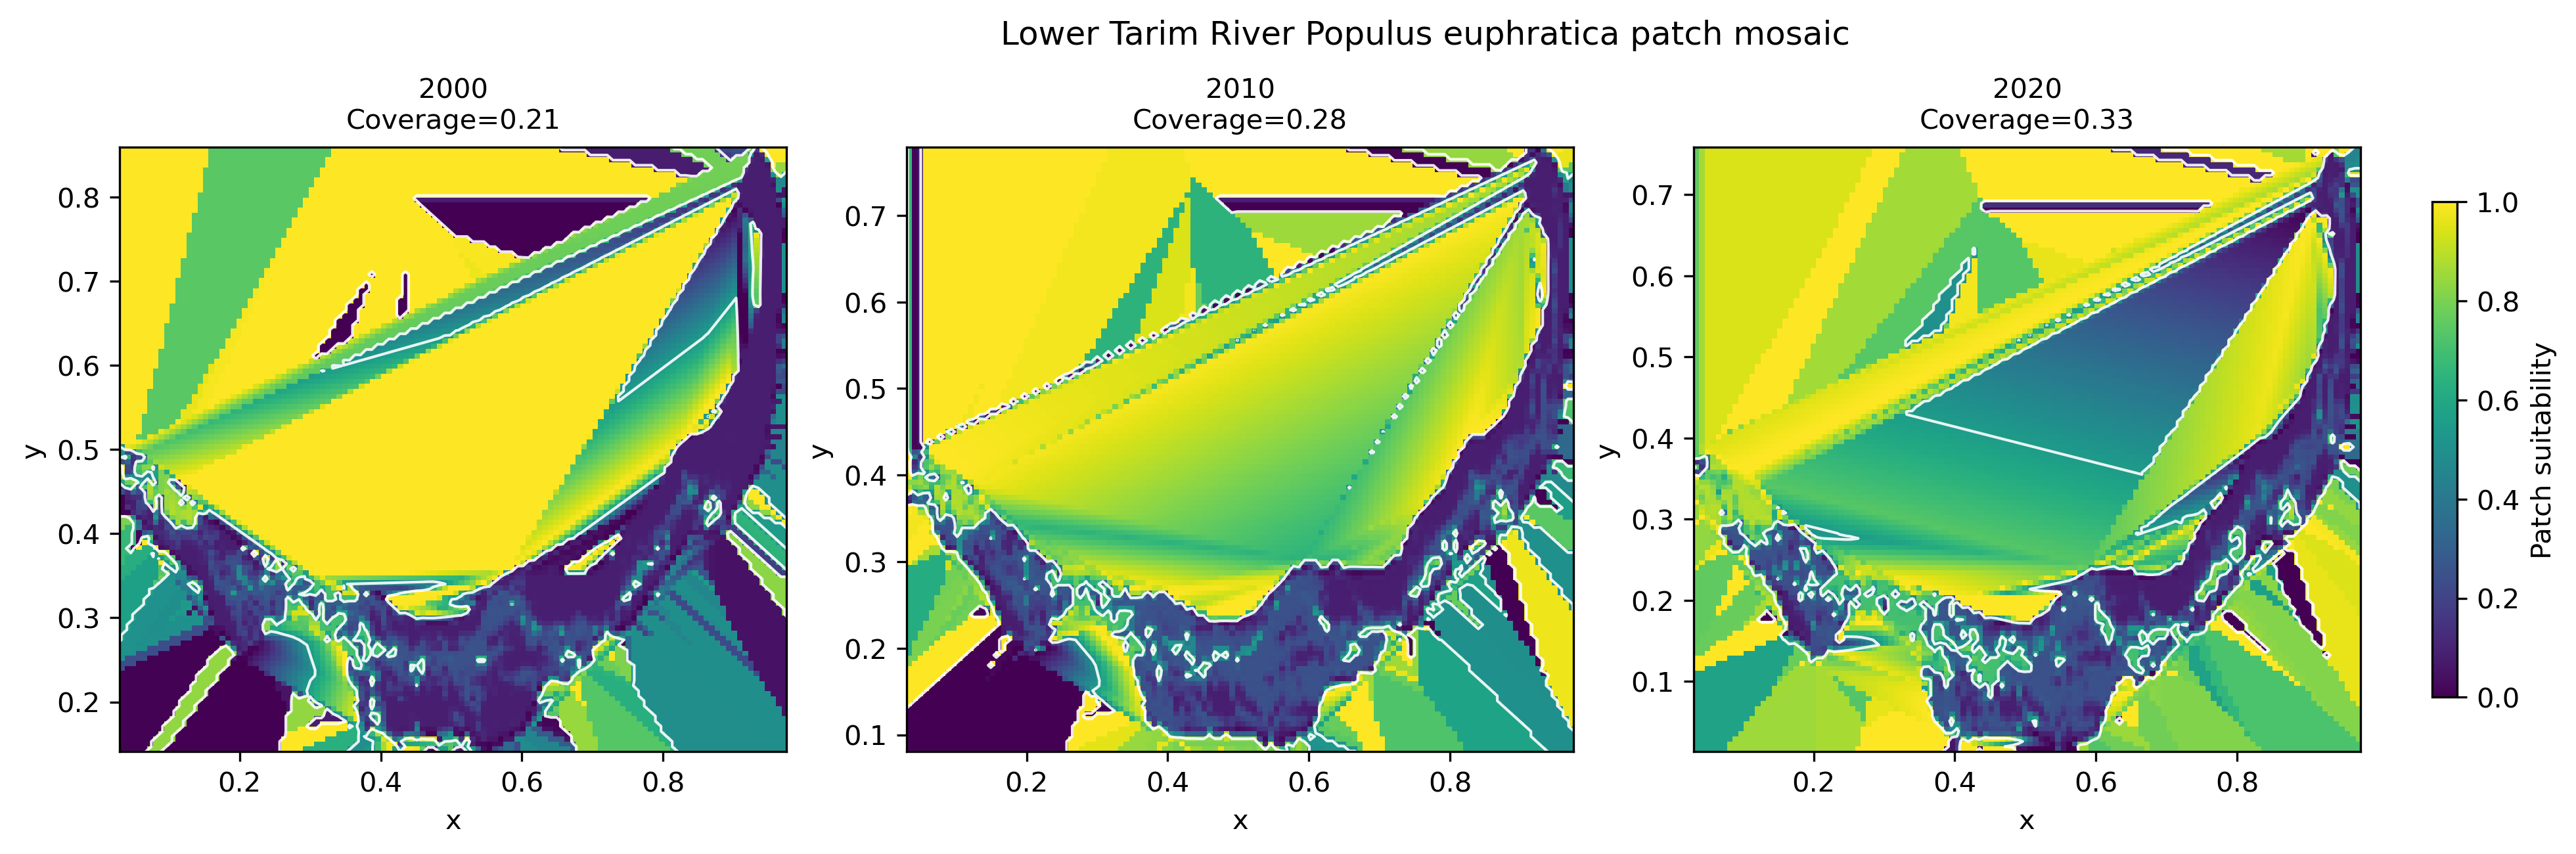 Lower Tarim River Populus euphratica patch mosaic
2000
Coverage=0.21
2010
Coverage=0.28
2020
Coverage=0.33
y
0.8
0.7
0.6
0.5
0.4
0.3
0.2
0.2 0.4 0.6 0.8
x
y
0.7
0.6
0.5
0.4
0.3
0.2
0.1
0.2 0.4 0.6 0.8
x
y
0.7
0.6
0.5
0.4
0.3
0.2
0.1
0.2 0.4 0.6 0.8
x
1.0
0.8
0.6
0.4
0.2
0.0
Patch suitability